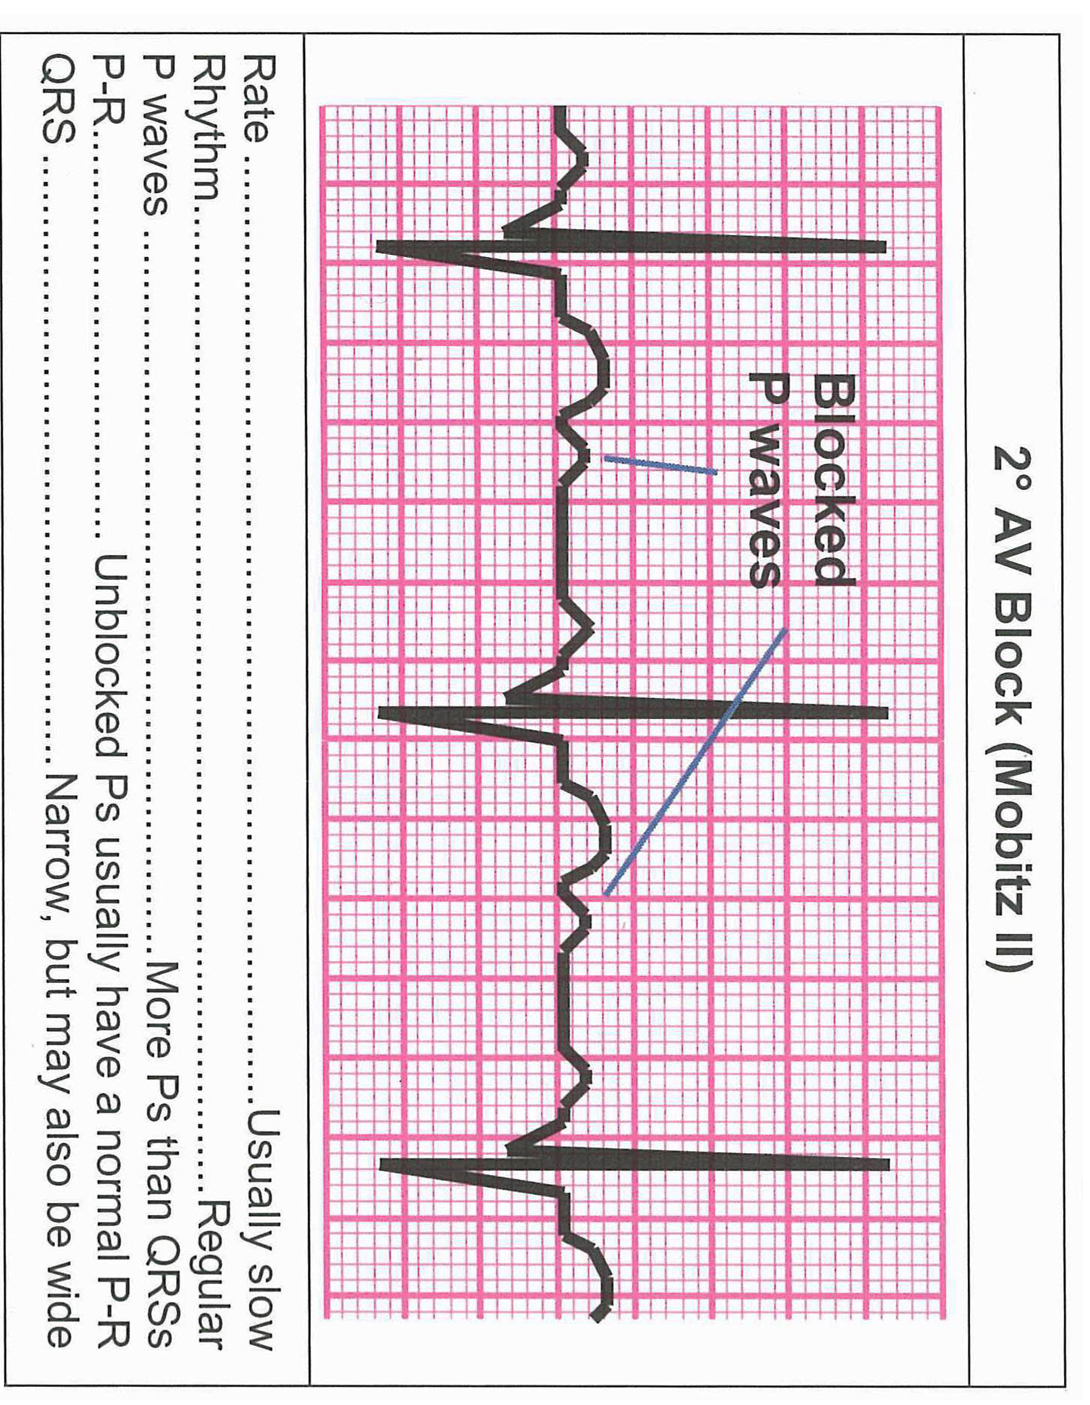 2° AV Block (Mobitz II)
Blocked
P waves
Rate ........................................................................Usually slow
Rhythm..........................................................................Regular
P waves .....................................................More Ps than QRSs
P-R............................. Unblocked Ps usually have a normal P-R
QRS ...........................................Narrow, but may also be wide